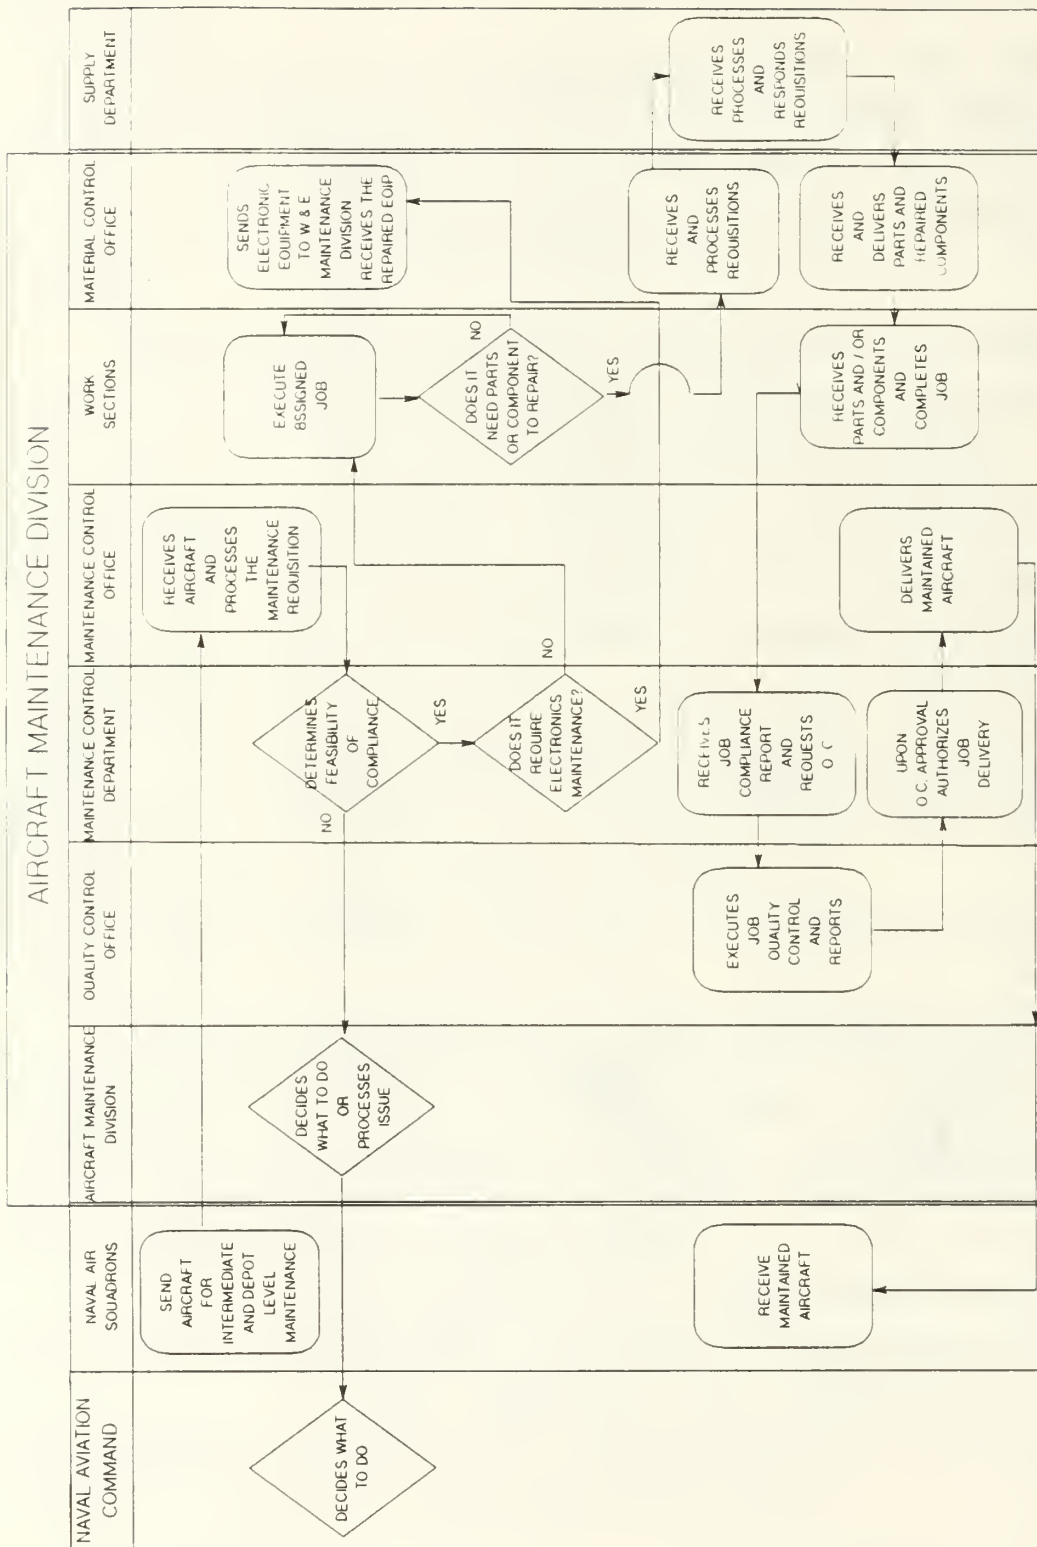 AIRCRAFT MAINTENANCE DIVISION
NAVAL AVIATION
COMMAND
NAVAL AIR
SQUADRONS
AIRCRAFT MAINTENANCE
DIVISION
QUALITY CONTROL
OFFICE
MAINTENANCE CONTROL
DEPARTMENT
MAINTENANCE CONTROL
OFFICE
WORK
SECTIONS
MATERIAL CONTROL
OFFICE
SUPPLY
DEPARTMENT
SEND
AIRCRAFT
FOR
INTERMEDIATE
AND DEPOT
LEVEL
MAINTENANCE
RECEIVES
AIRCRAFT
AND
PROCESSES
THE
MAINTENANCE
REQUISITION
DECIDES WHAT
TO DO
DECIDES
WHAT TO DO
OR
PROCESSES
ISSUE
NO
DETERMINES
FEASIBILITY
OF
COMPLIANCE
YES
EXECUTE
8SSIGNED
JOB
SENDS
ELECTRONIC
EQUIPMENT
TO W & E
MAINTENANCE
DIVISION
RECEIVES THE
REPAIRED EQIP
DOES IT
REQUIRE
ELECTRONICS
MAINTENANCE?
NO
YES
DOES IT
NEED PARTS
OR COMPONENT
TO REPAIR?
NO
YES
RECEIVES
AND
PROCESSES
REQUISITIONS
RECEIVES
PROCESSES
AND
RESPONDS
REQUISITIONS
RECEIVE
MAINTAINED
AIRCRAFT
EXECUTES
JOB
QUALITY
CONTROL
AND
REPORTS
RECEIVES
JOB
COMPLIANCE
REPORT
AND
REQUESTS
Q C
RECEIVES
PARTS AND / OR
COMPONENTS
AND
COMPLETES
JOB
RECEIVES
AND
DELIVERS
PARTS AND
REPAIRED
COMPONENTS
UPON
Q.C. APPROVAL
AUTHORIZES
JOB
DELIVERY
DELIVERS
MAINTAINED
AIRCRAFT